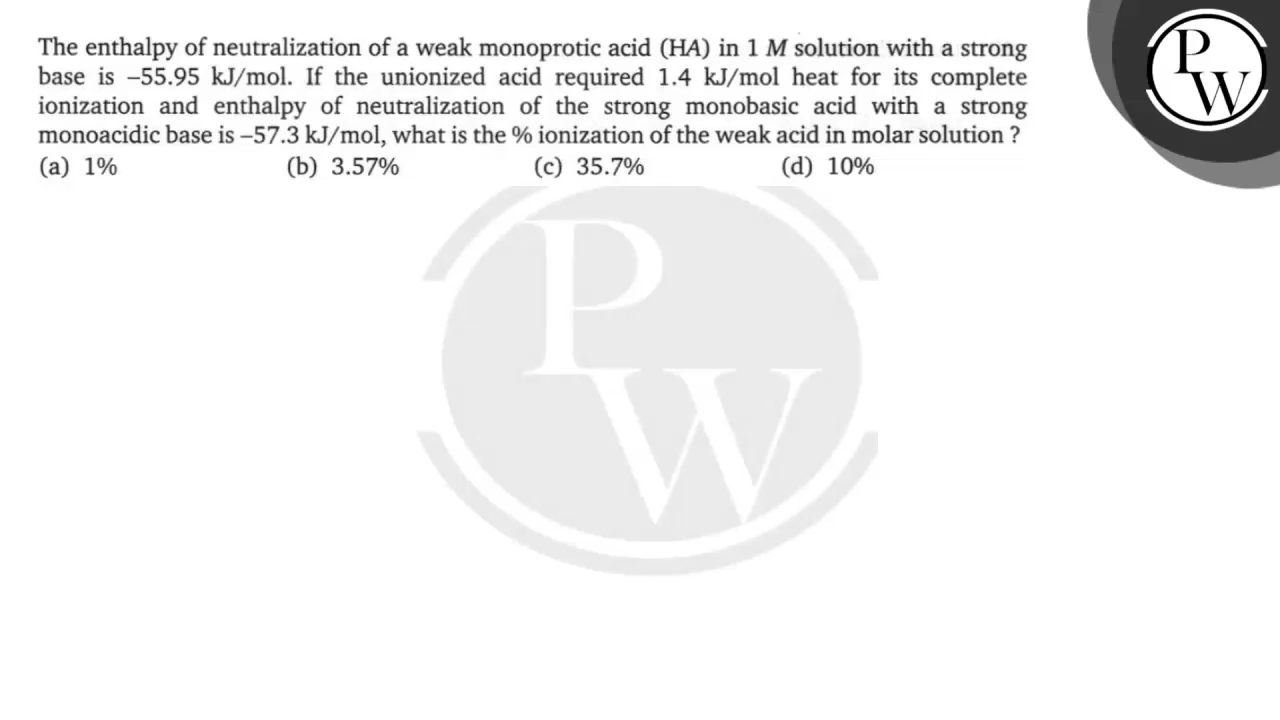 The enthalpy of neutralization of a weak monoprotic acid (HA) in 1 M solution with a strong
base is –55.95 kJ/mol. If the unionized acid required 1.4 kJ/mol heat for its complete
ionization and enthalpy of neutralization of the strong monobasic acid with a strong
monoacidic base is –57.3 kJ/mol, what is the % ionization of the weak acid in molar solution ?
(a) 1% (b) 3.57% (c) 35.7% (d) 10%
P
W
P
W